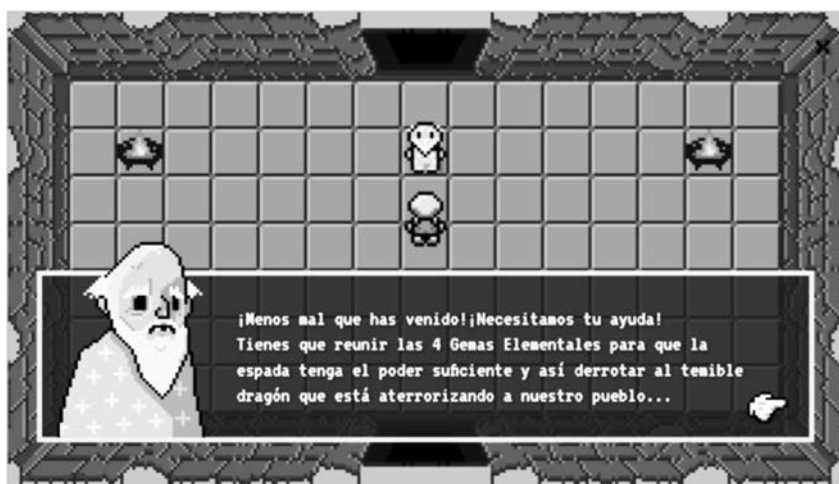 ¡Menos mal que has venido!¡Necesitamos tu ayuda!
Tienes que reunir las 4 Gemas Elementales para que la
espada tenga el poder suficiente y así derrotar al temible
dragón que está aterrorizando a nuestro pueblo...